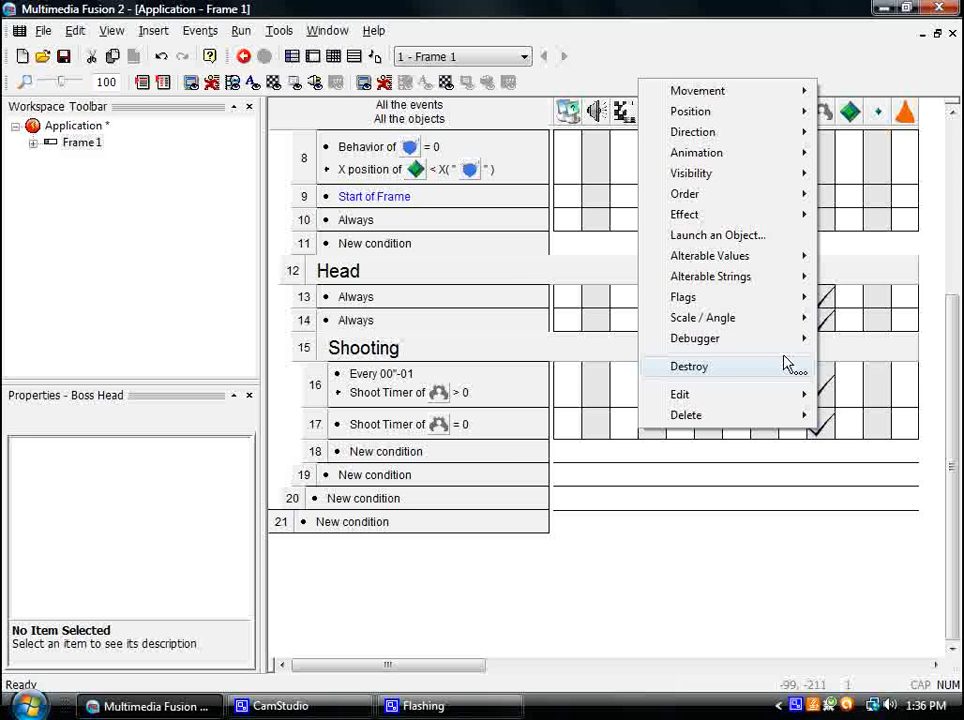 Multimedia Fusion 2 - [Application - Frame 1]
File Edit View Insert Events Run Tools Window Help
1 - Frame 1
100
Workspace Toolbar
Application *
Frame 1
Properties - Boss Head
No Item Selected
Select an item to see its description
All the events
All the objects
8 • Behavior of = 0
• X position of < X( " " )
9 • Start of Frame
10 • Always
11 • New condition
12 Head
13 • Always
14 • Always
15 Shooting
16 • Every 00"-01
• Shoot Timer of > 0
17 • Shoot Timer of = 0
18 • New condition
19 • New condition
20 • New condition
21 • New condition
Movement
Position
Direction
Animation
Visibility
Order
Effect
Launch an Object...
Alterable Values
Alterable Strings
Flags
Scale / Angle
Debugger
Destroy
Edit
Delete
Ready
-99, -211 1 CAP NUM
Multimedia Fusion 2 ... CamStudio Flashing 1:36 PM